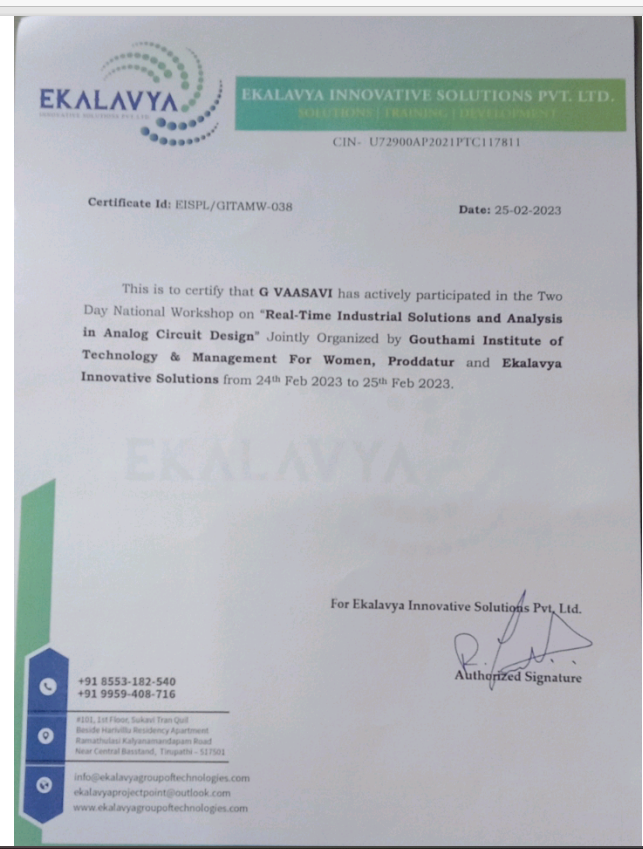 EKALAVYA
INNOVATIVE SOLUTIONS PVT. LTD.
EKALAVYA INNOVATIVE SOLUTIONS PVT. LTD.
SOLUTIONS | TRAINING | DEVELOPMENT
CIN- U72900AP2021PTC117811
Certificate Id: EISPL/GITAMW-038
Date: 25-02-2023
This is to certify that G VAASAVI has actively participated in the Two
Day National Workshop on "Real-Time Industrial Solutions and Analysis
in Analog Circuit Design" Jointly Organized by Gouthami Institute of
Technology & Management For Women, Proddatur and Ekalavya
Innovative Solutions from 24th Feb 2023 to 25th Feb 2023.
EKALAVYA
For Ekalavya Innovative Solutions Pvt. Ltd.
Authorized Signature
+91 8553-182-540
+91 9959-408-716
#101, 1st Floor, Sukavi Tran Quil
Beside Harivilla Residency Apartment
Ramathulasi Kalyanamandapam Road
Near Central Busstand, Tirupathi - 517501
info@ekalavyagroupoftechnologies.com
ekalavyaprojectpoint@outlook.com
www.ekalavyagroupoftechnologies.com